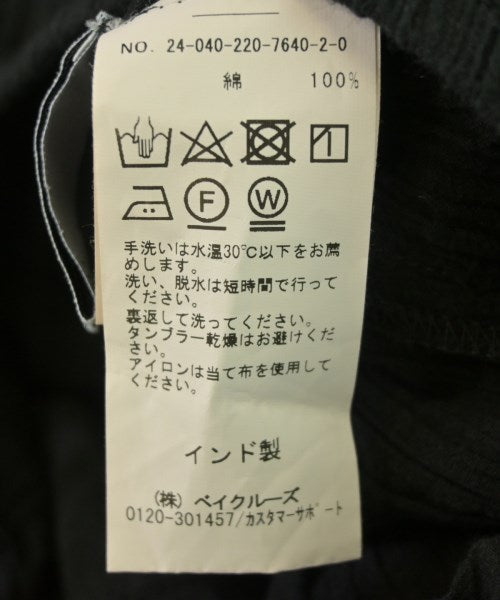 NO. 24-040-220-7640-2-0
綿 100%
F
W
手洗いは水温30℃以下をお薦
めします。
洗い、脱水は短時間で行って
ください。
裏返して洗ってください。
タンブラー乾燥はお避けくだ
さい。
アイロンは当て布を使用して
ください。
インド製
(株) ベイクルーズ
0120-301457/カスタマーサポート